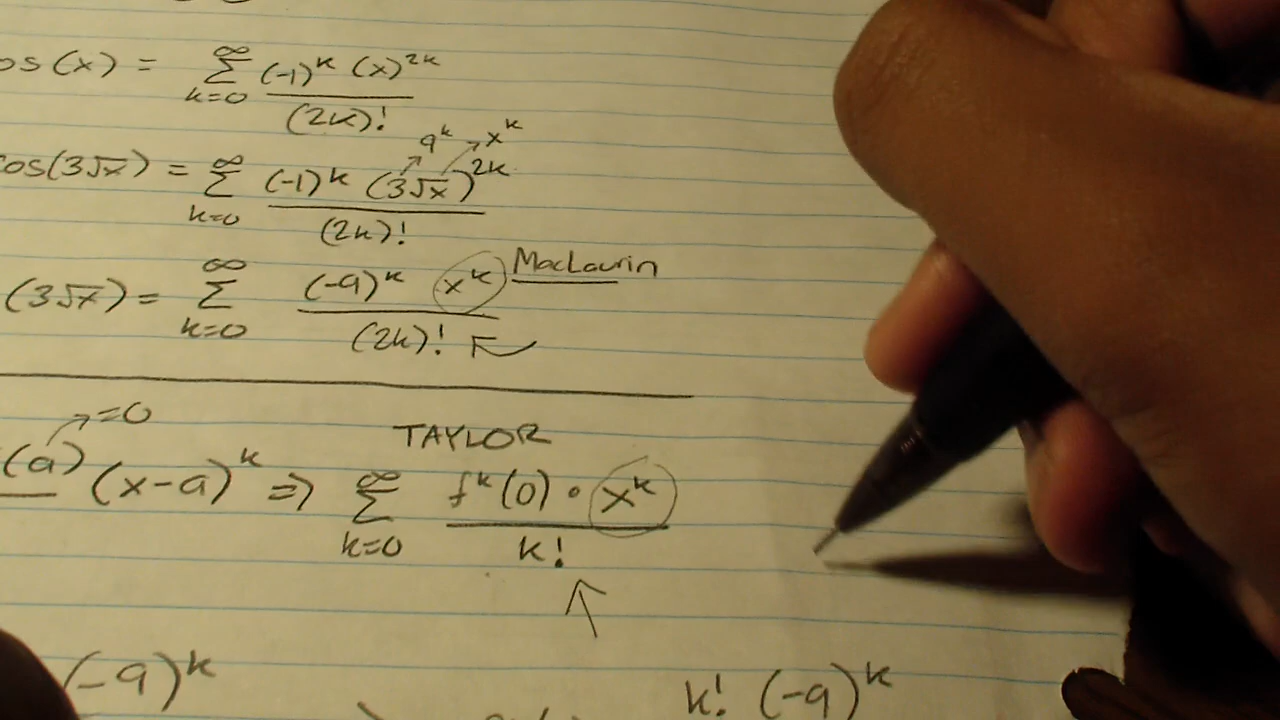 os(x) = ∞ Σ k=0 (-1)^k (x)^2k / (2k)!
9^k x^k
cos(3√x) = ∞ Σ k=0 (-1)^k (3√x)^2k / (2k)!
MacLaurin
(3√x) = ∞ Σ k=0 (-9)^k x^k / (2k)!
=0
TAYLOR
(a) (x-a)^k => ∞ Σ k=0 f^k(0) • x^k / k!
(-9)^k k! (-9)^k